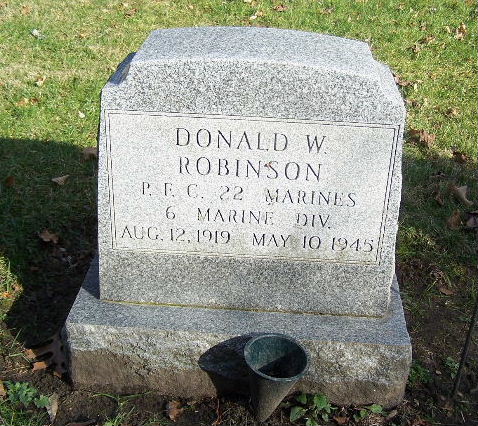 DONALD W.
ROBINSON
P. F. C. 22 MARINES
6 MARINE DIV.
AUG. 12, 1919 MAY 10 1945